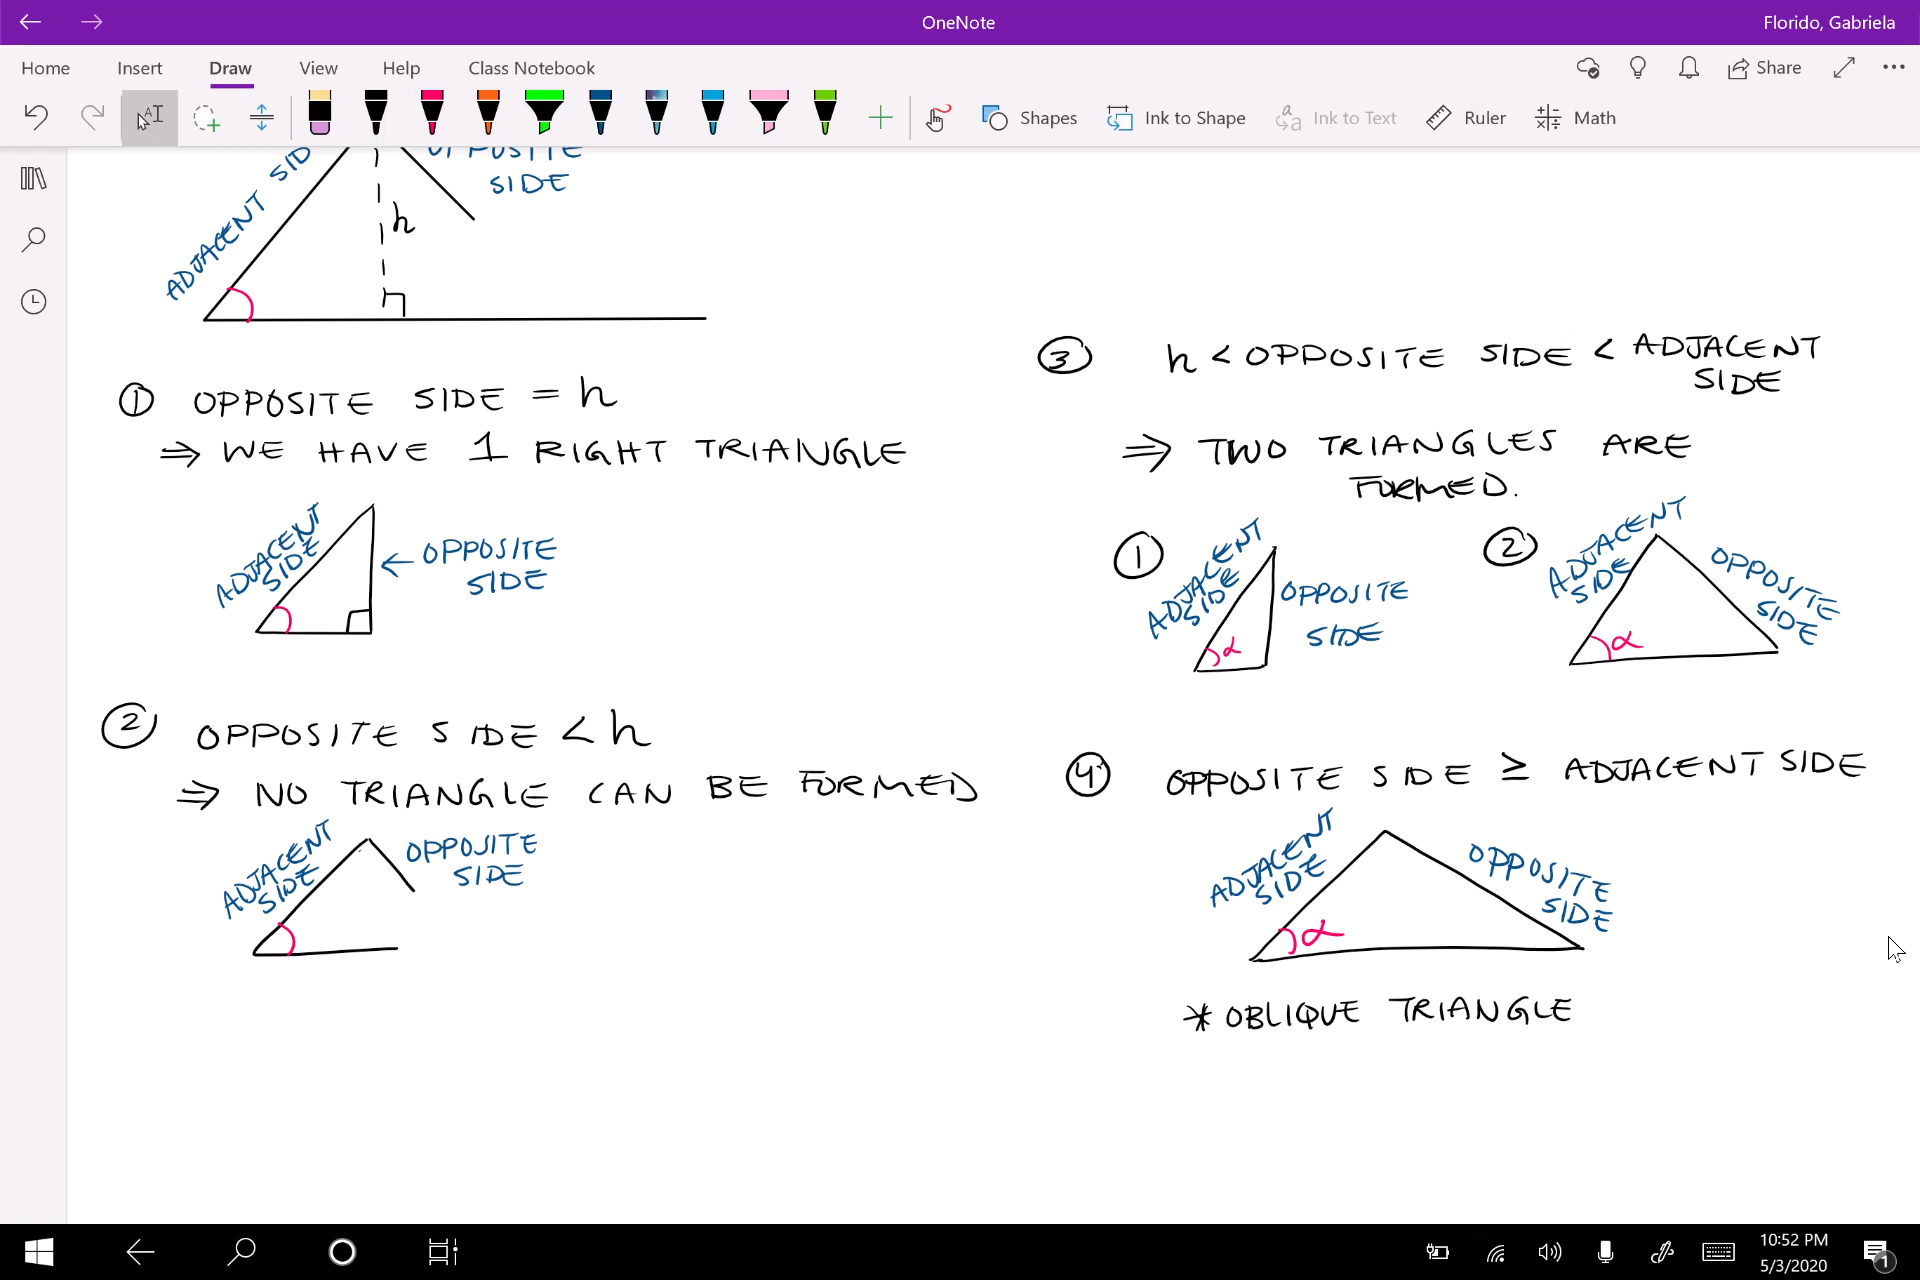 OneNote
Florido, Gabriela
Home Insert Draw View Help Class Notebook
Share
Shapes Ink to Shape Ink to Text Ruler Math
ADJACENT SID
OPPOSITE
SIDE
h
① OPPOSITE SIDE = h
⇒ WE HAVE 1 RIGHT TRIANGLE
ADJACENT
SIDE
← OPPOSITE
SIDE
② OPPOSITE SIDE < h
⇒ NO TRIANGLE CAN BE FORMED
ADJACENT
SIDE
OPPOSITE
SIDE
③ h < OPPOSITE SIDE < ADJACENT
SIDE
⇒ TWO TRIANGLES ARE
FORMED.
①
ADJACENT
SIDE
OPPOSITE
SIDE
α
②
ADJACENT
SIDE
OPPOSITE
SIDE
α
④ OPPOSITE SIDE ≥ ADJACENT SIDE
ADJACENT
SIDE
OPPOSITE
SIDE
α
* OBLIQUE TRIANGLE
10:52 PM
5/3/2020
1